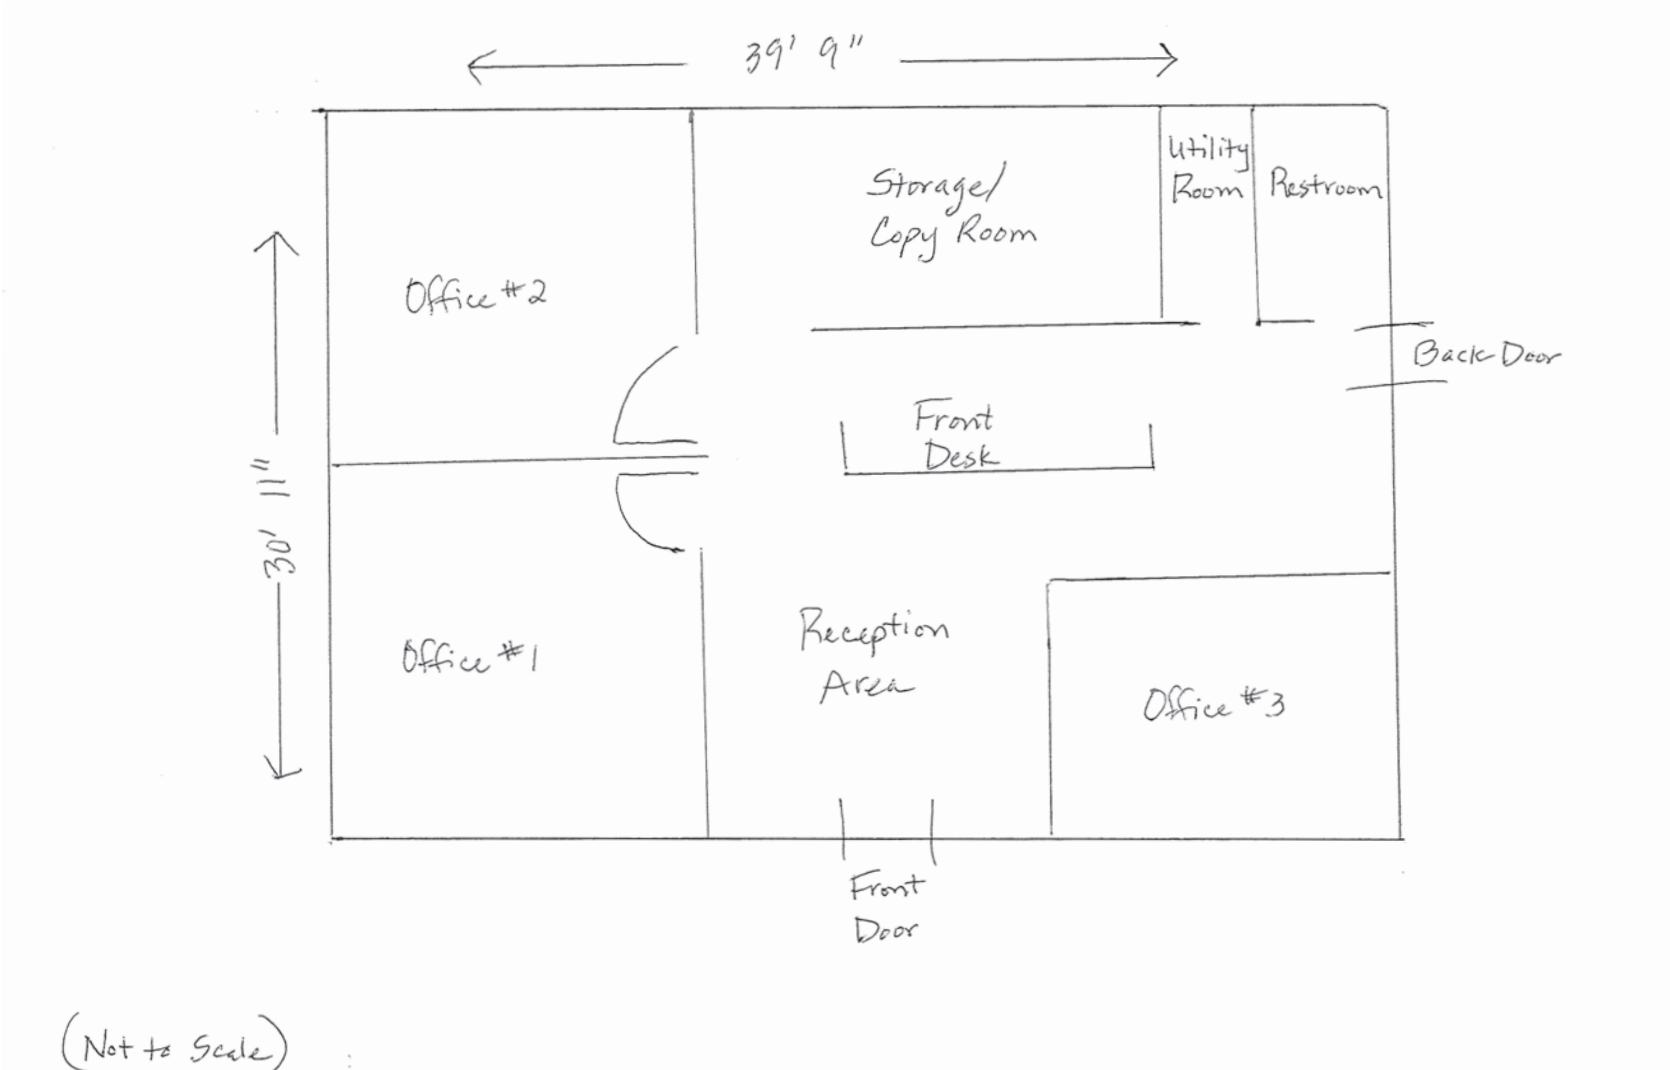 39' 9"
Storage/
Copy Room
Utility
Room
Restroom
Office #2
Back Door
Front
Desk
30' 11"
Reception
Area
Office #1
Office #3
Front
Door
(Not to Scale)